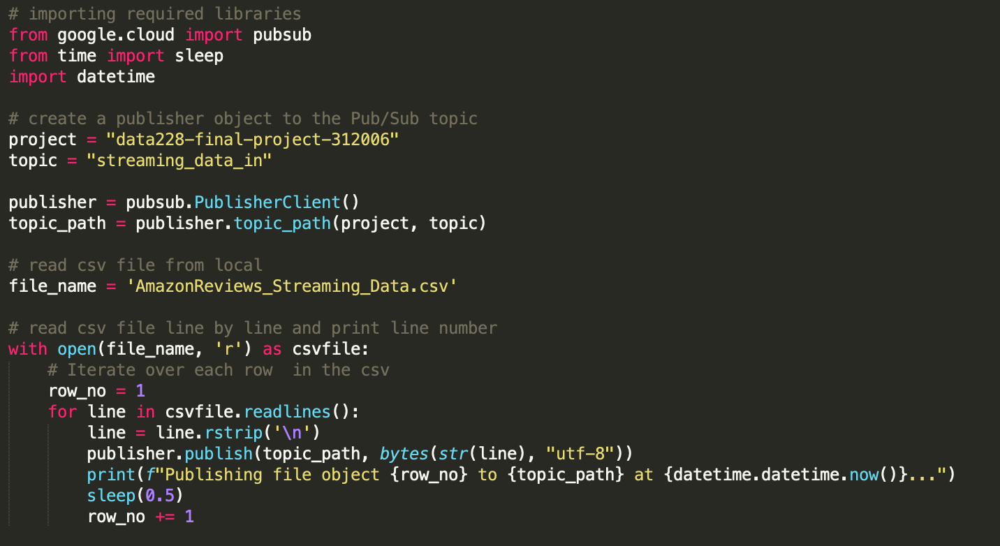 # importing required libraries
from google.cloud import pubsub
from time import sleep
import datetime

# create a publisher object to the Pub/Sub topic
project = "data228-final-project-312006"
topic = "streaming_data_in"

publisher = pubsub.PublisherClient()
topic_path = publisher.topic_path(project, topic)

# read csv file from local
file_name = 'AmazonReviews_Streaming_Data.csv'

# read csv file line by line and print line number
with open(file_name, 'r') as csvfile:
    # Iterate over each row  in the csv
    row_no = 1
    for line in csvfile.readlines():
        line = line.rstrip('\n')
        publisher.publish(topic_path, bytes(str(line), "utf-8"))
        print(f"Publishing file object {row_no} to {topic_path} at {datetime.datetime.now()}...")
        sleep(0.5)
        row_no += 1